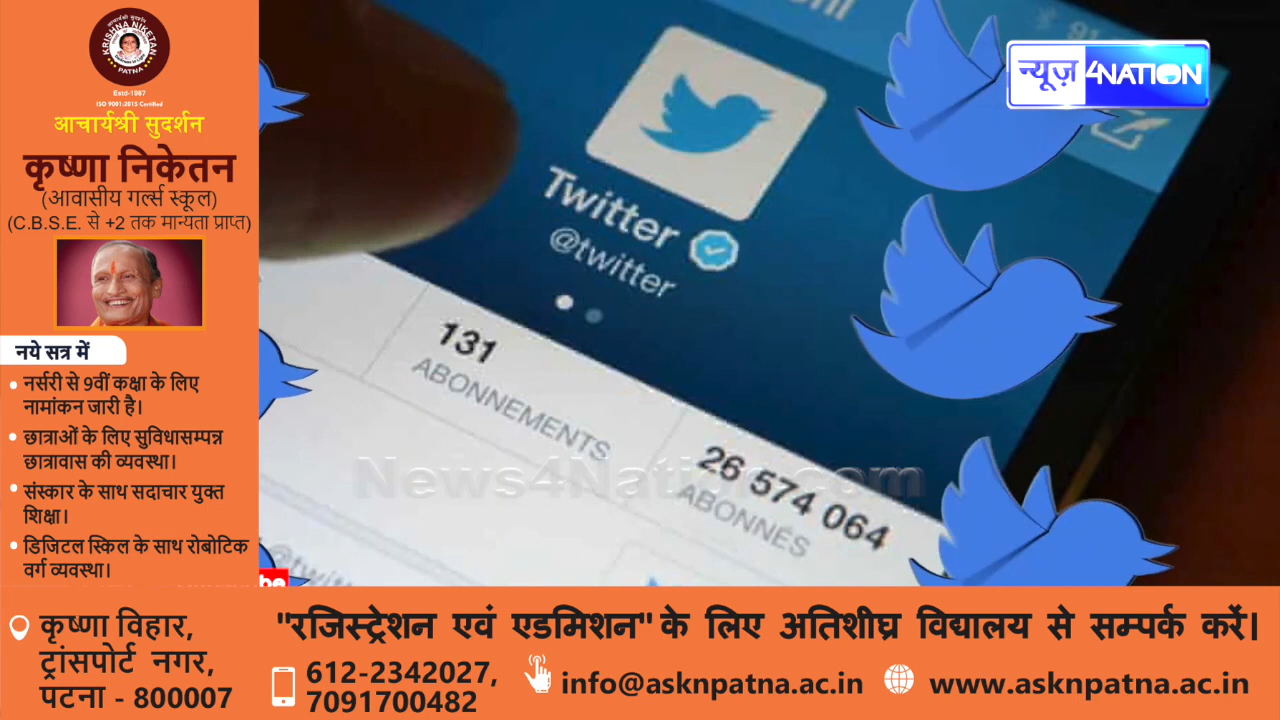 KRISHNA NIKETAN
PATNA
Estd-1987
ISO 9001:2015 Certified
आचार्यश्री सुदर्शन
कृष्णा निकेतन
(आवासीय गर्ल्स स्कूल)
(C.B.S.E. से +2 तक मान्यता प्राप्त)
नये सत्र में
नर्सरी से 9वीं कक्षा के लिए
नामांकन जारी है।
छात्राओं के लिए सुविधासम्पन्न
छात्रावास की व्यवस्था।
संस्कार के साथ सदाचार युक्त
शिक्षा।
डिजिटल स्किल के साथ रोबोटिक
वर्ग व्यवस्था।
न्यूज़ 4NATION
Twitter
@twitter
131
ABONNEMENTS
26 574 064
ABONNÉS
News4Nation.com
कृष्णा विहार,
ट्रांसपोर्ट नगर,
पटना - 800007
"रजिस्ट्रेशन एवं एडमिशन" के लिए अतिशीघ्र विद्यालय से सम्पर्क करें।
612-2342027,
7091700482
info@asknpatna.ac.in
www.asknpatna.ac.in